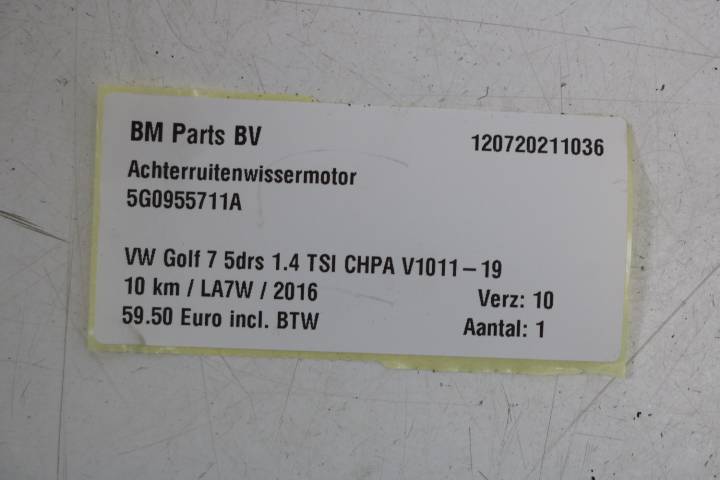 BM Parts BV 120720211036
Achterruitenwissermotor
5G0955711A
VW Golf 7 5drs 1.4 TSI CHPA V1011-19
10 km / LA7W / 2016 Verz: 10
59.50 Euro incl. BTW Aantal: 1